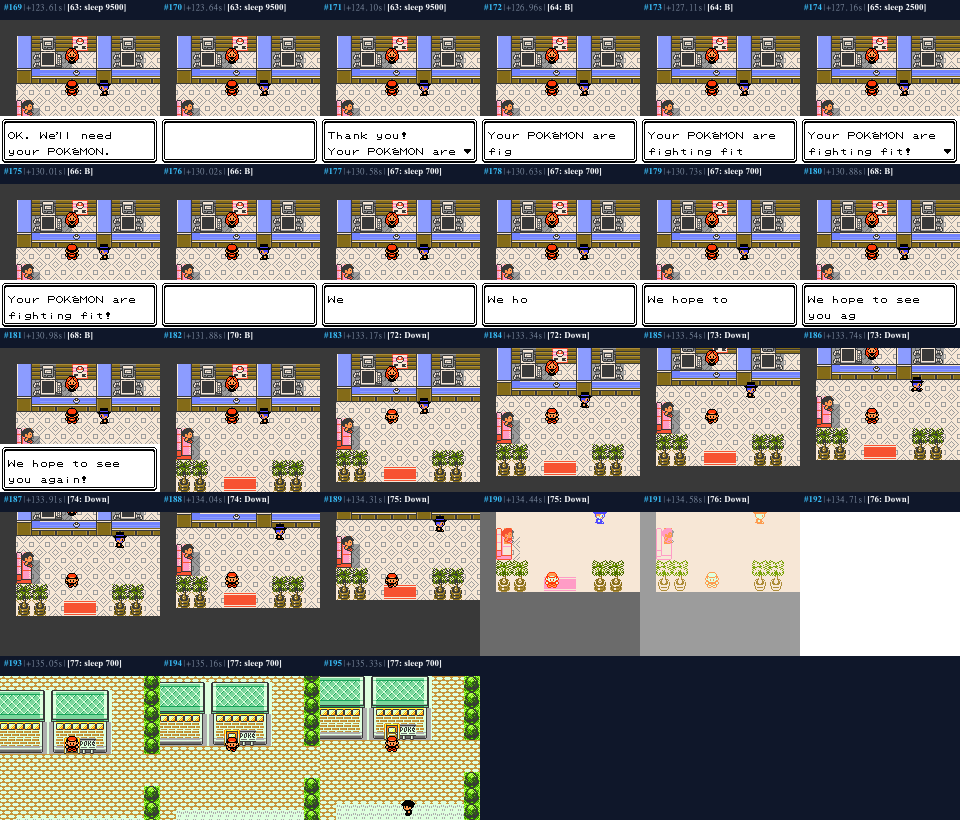 #169|+123.61s| [63: sleep 9500]
#170|+123.64s| [63: sleep 9500]
#171|+124.10s| [63: sleep 9500]
#172|+126.96s| [64: B]
#173|+127.11s| [64: B]
#174|+127.16s| [65: sleep 2500]
OK. We'll need
your POKéMON.
Thank you!
Your POKéMON are ▼
Your POKéMON are
fig
Your POKéMON are
fighting fit
Your POKéMON are
fighting fit! ▼
#175|+130.01s| [66: B]
#176|+130.02s| [66: B]
#177|+130.58s| [67: sleep 700]
#178|+130.63s| [67: sleep 700]
#179|+130.73s| [67: sleep 700]
#180|+130.88s| [68: B]
Your POKéMON are
fighting fit!
We
We ho
We hope to
We hope to see
you ag
#181|+130.98s| [68: B]
#182|+131.88s| [70: B]
#183|+133.17s| [72: Down]
#184|+133.34s| [72: Down]
#185|+133.54s| [73: Down]
#186|+133.74s| [73: Down]
We hope to see
you again!
#187|+133.91s| [74: Down]
#188|+134.04s| [74: Down]
#189|+134.31s| [75: Down]
#190|+134.44s| [75: Down]
#191|+134.58s| [76: Down]
#192|+134.71s| [76: Down]
#193|+135.05s| [77: sleep 700]
#194|+135.16s| [77: sleep 700]
#195|+135.33s| [77: sleep 700]
POKé
POKé
POKé